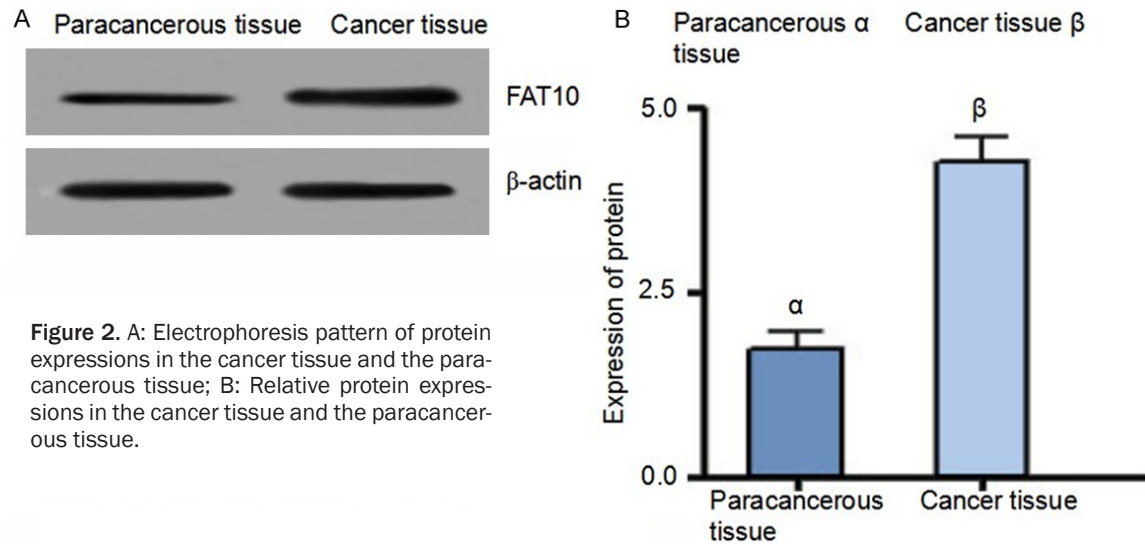 A
Paracancerous tissue Cancer tissue
FAT10
β-actin
Figure 2. A: Electrophoresis pattern of protein
expressions in the cancer tissue and the para-
cancerous tissue; B: Relative protein expres-
sions in the cancer tissue and the paracancer-
ous tissue.
B
Paracancerous α
tissue
Cancer tissue β
Expression of protein
5.0
2.5
0.0
α
β
Paracancerous
tissue
Cancer tissue